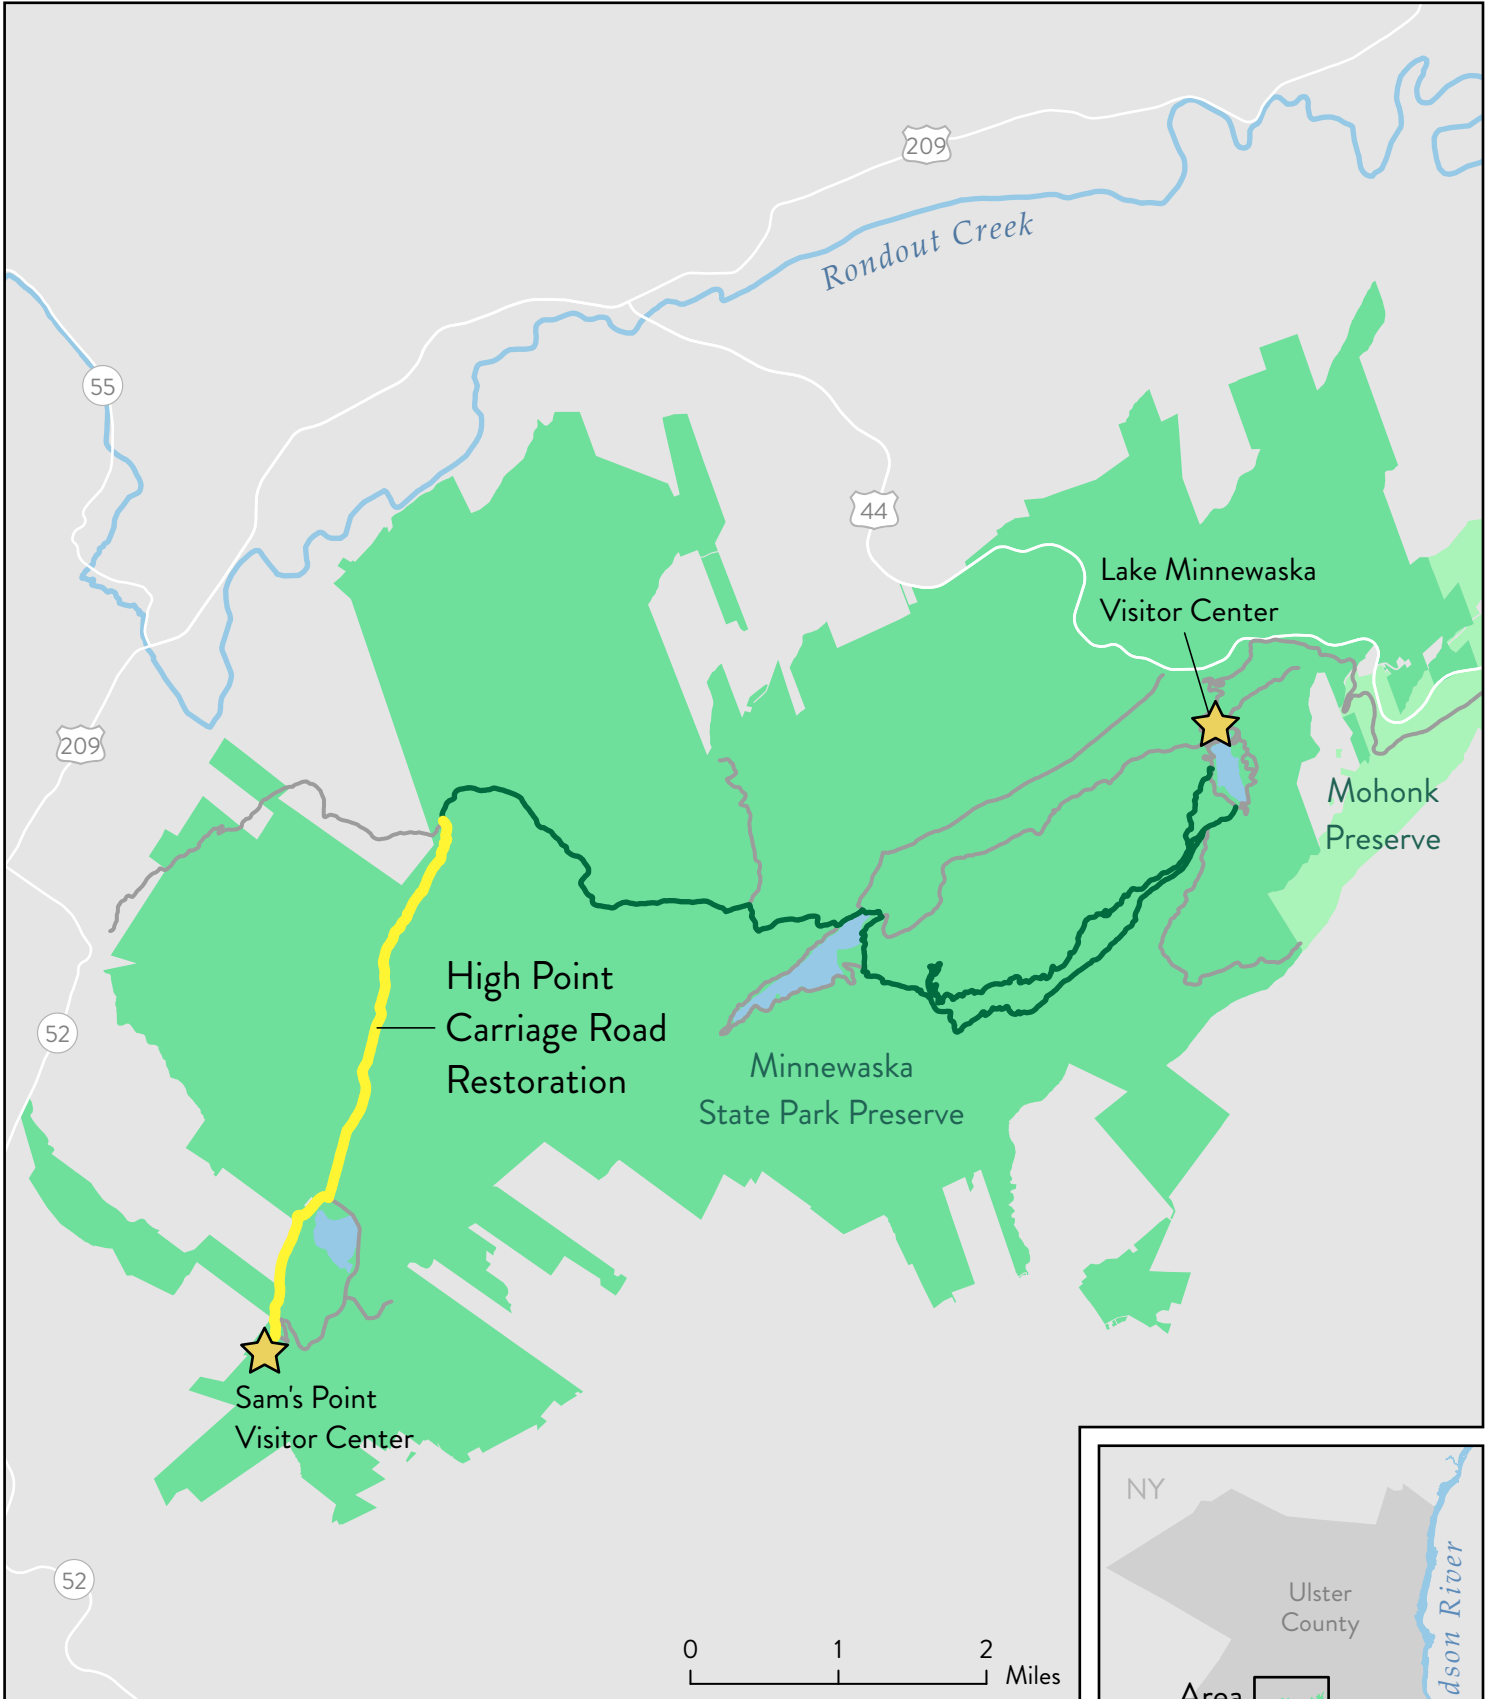 209
Rondout Creek
55
44
Lake Minnewaska
Visitor Center
209
Mohonk
Preserve
High Point
Carriage Road
Restoration
52
Minnewaska
State Park Preserve
Sam's Point
Visitor Center
NY
Ulster
County
dson River
52
0 1 2
Miles
Area